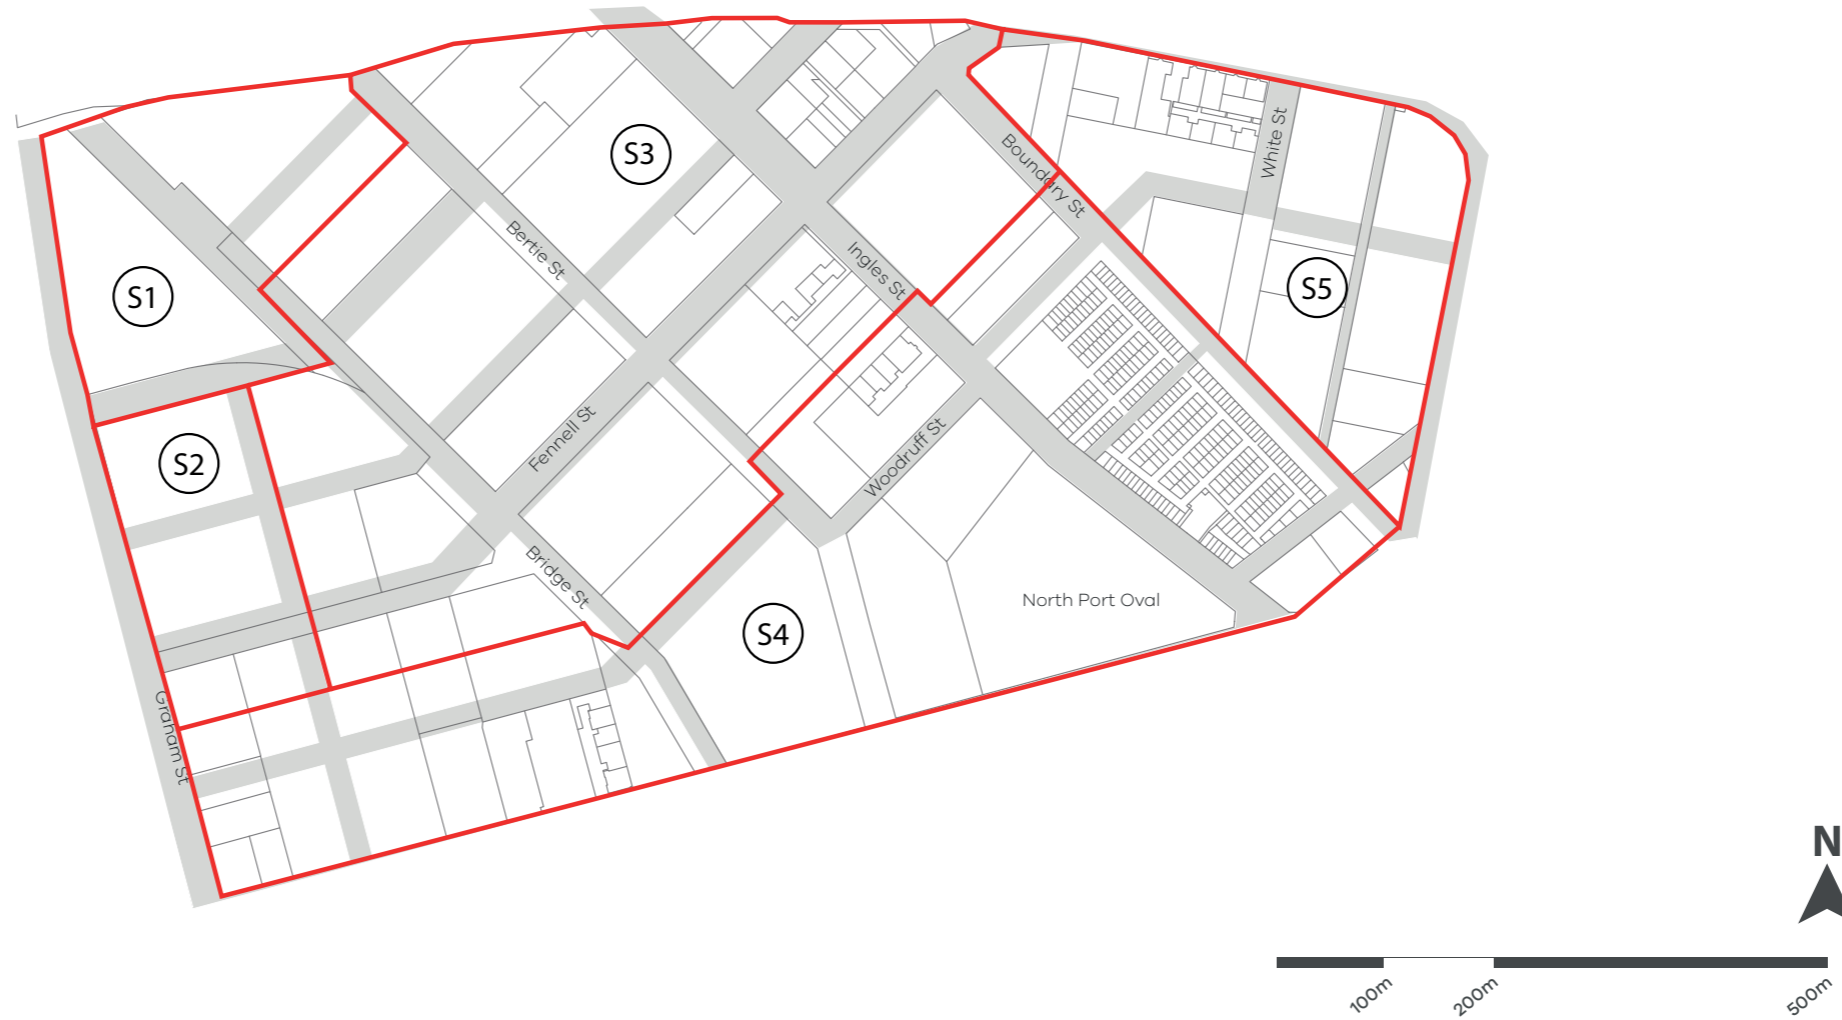 S1
S2
S3
S4
S5
Bertie St
Boundary St
White St
Ingles St
Fennell St
Woodruff St
Bridge St
Graham St
North Port Oval
N
100m
200m
500m